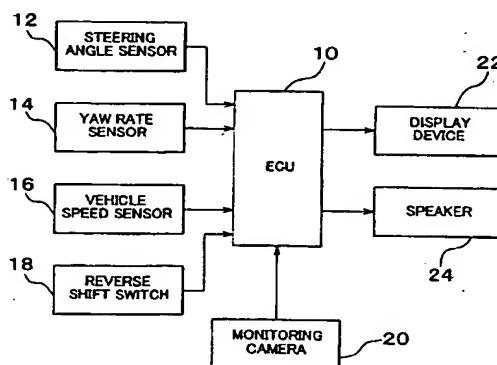 12
STEERING
ANGLE SENSOR
14
YAW RATE
SENSOR
16
VEHICLE
SPEED SENSOR
18
REVERSE
SHIFT SWITCH
10
ECU
22
DISPLAY
DEVICE
SPEAKER
24
MONITORING
CAMERA
20